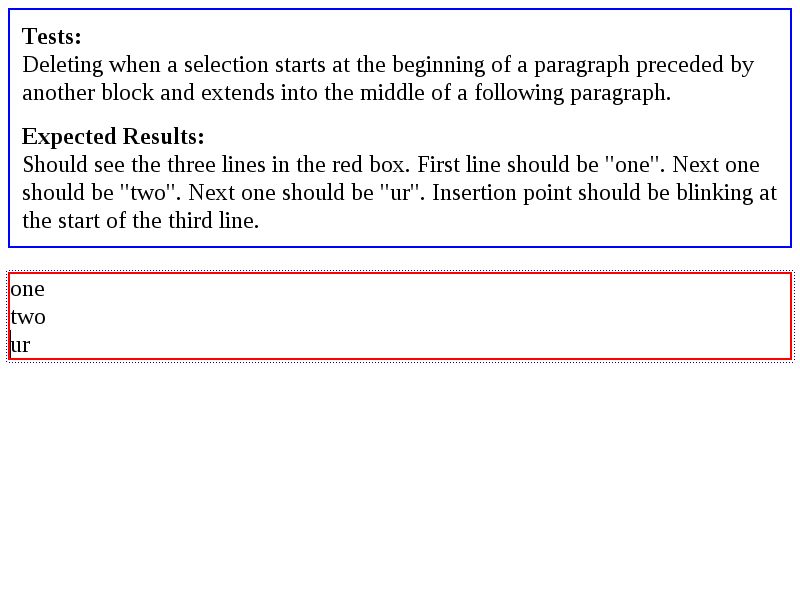 Tests:
Deleting when a selection starts at the beginning of a paragraph preceded by
another block and extends into the middle of a following paragraph.
Expected Results:
Should see the three lines in the red box. First line should be "one". Next one
should be "two". Next one should be "ur". Insertion point should be blinking at
the start of the third line.
one
two
ur